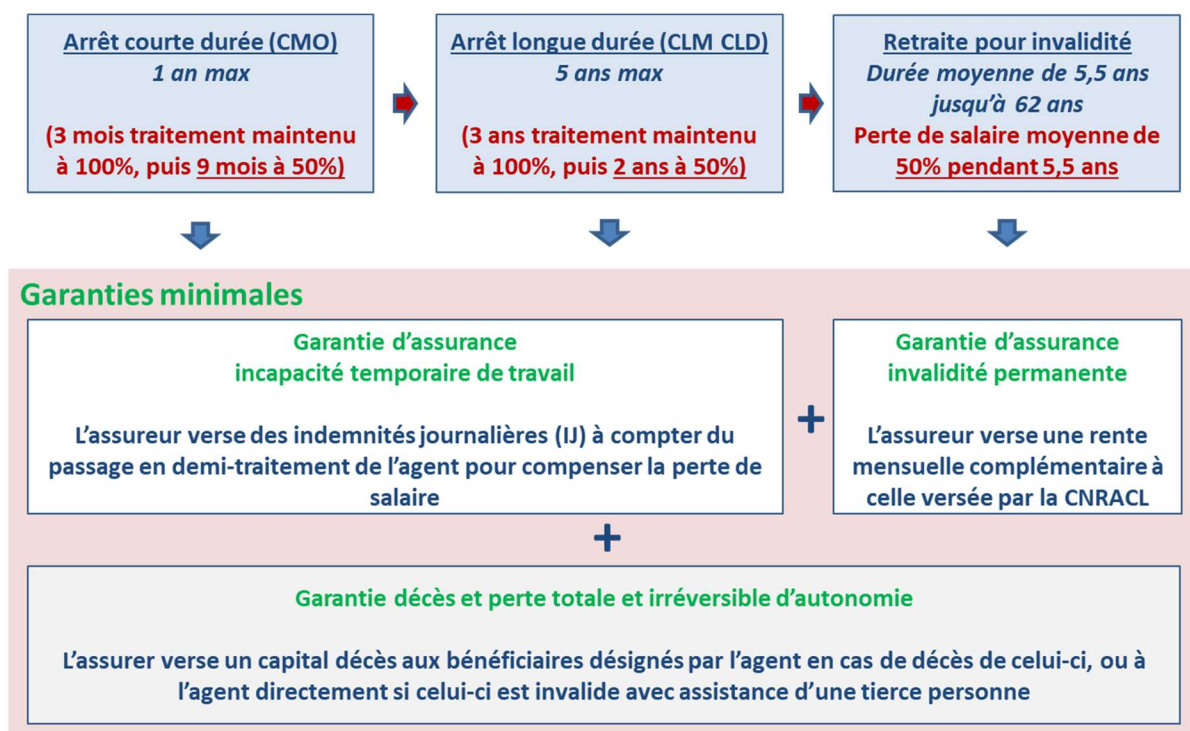 Arrêt courte durée (CMO)
1 an max
(3 mois traitement maintenu
à 100%, puis 9 mois à 50%)
Arrêt longue durée (CLM CLD)
5 ans max
(3 ans traitement maintenu
à 100%, puis 2 ans à 50%)
Retraite pour invalidité
Durée moyenne de 5,5 ans
jusqu'à 62 ans
Perte de salaire moyenne de
50% pendant 5,5 ans
Garanties minimales
Garantie d'assurance
incapacité temporaire de travail
L'assureur verse des indemnités journalières (IJ) à compter du
passage en demi-traitement de l'agent pour compenser la perte de
salaire
+
Garantie d'assurance
invalidité permanente
L'assureur verse une rente
mensuelle complémentaire à
celle versée par la CNRACL
+
Garantie décès et perte totale et irréversible d'autonomie
L'assurer verse un capital décès aux bénéficiaires désignés par l'agent en cas de décès de celui-ci, ou à
l'agent directement si celui-ci est invalide avec assistance d'une tierce personne